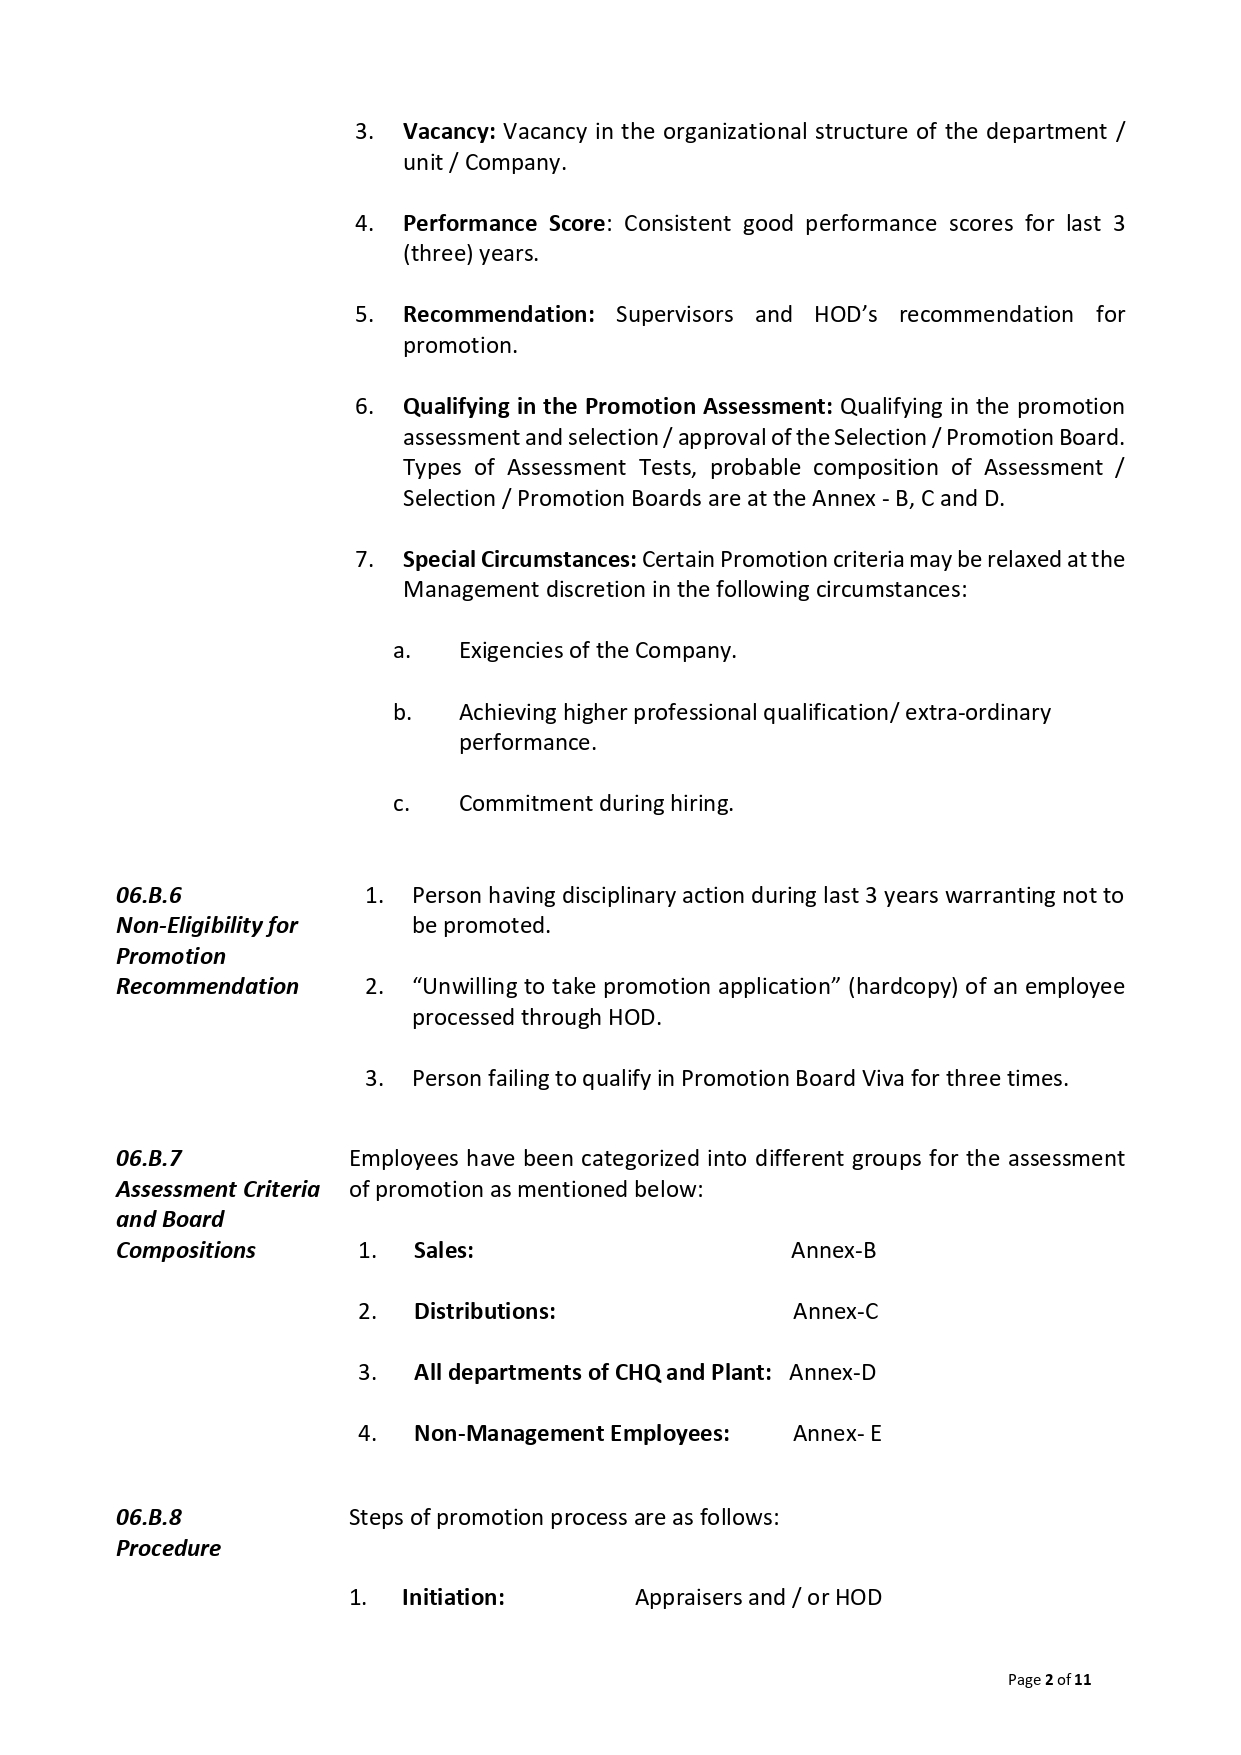 3. Vacancy: Vacancy in the organizational structure of the department /
unit / Company.
4. Performance Score: Consistent good performance scores for last 3
(three) years.
5. Recommendation: Supervisors and HOD’s recommendation for
promotion.
6. Qualifying in the Promotion Assessment: Qualifying in the promotion
assessment and selection / approval of the Selection / Promotion Board.
Types of Assessment Tests, probable composition of Assessment /
Selection / Promotion Boards are at the Annex - B, C and D.
7. Special Circumstances: Certain Promotion criteria may be relaxed at the
Management discretion in the following circumstances:
a. Exigencies of the Company.
b. Achieving higher professional qualification/ extra-ordinary
performance.
c. Commitment during hiring.
06.B.6
Non-Eligibility for
Promotion
Recommendation
1. Person having disciplinary action during last 3 years warranting not to
be promoted.
2. “Unwilling to take promotion application” (hardcopy) of an employee
processed through HOD.
3. Person failing to qualify in Promotion Board Viva for three times.
06.B.7
Assessment Criteria
and Board
Compositions
Employees have been categorized into different groups for the assessment
of promotion as mentioned below:
1. Sales: Annex-B
2. Distributions: Annex-C
3. All departments of CHQ and Plant: Annex-D
4. Non-Management Employees: Annex- E
06.B.8
Procedure
Steps of promotion process are as follows:
1. Initiation: Appraisers and / or HOD
Page 2 of 11